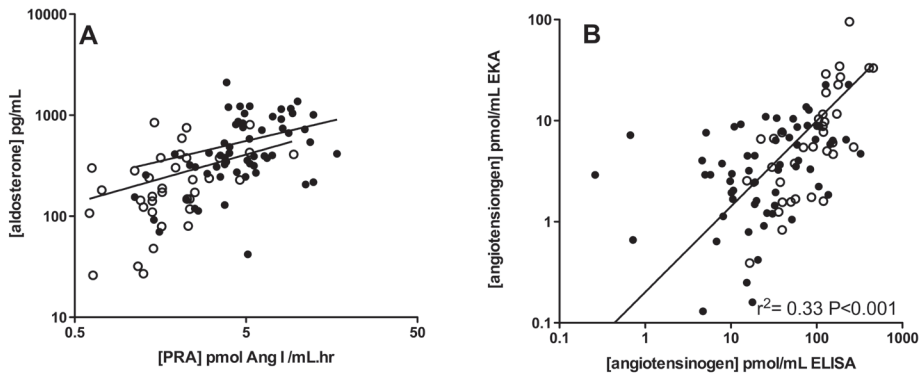 A
10000
1000
100
10
0.5
5
50
[aldosterone] pg/mL
[PRA] pmol Ang I /mL.hr
B
100
10
1
0.1
0.1
1
10
100
1000
[angiotensiongen] pmol/mL EKA
[angiotensinogen] pmol/mL ELISA
r²= 0.33 P<0.001